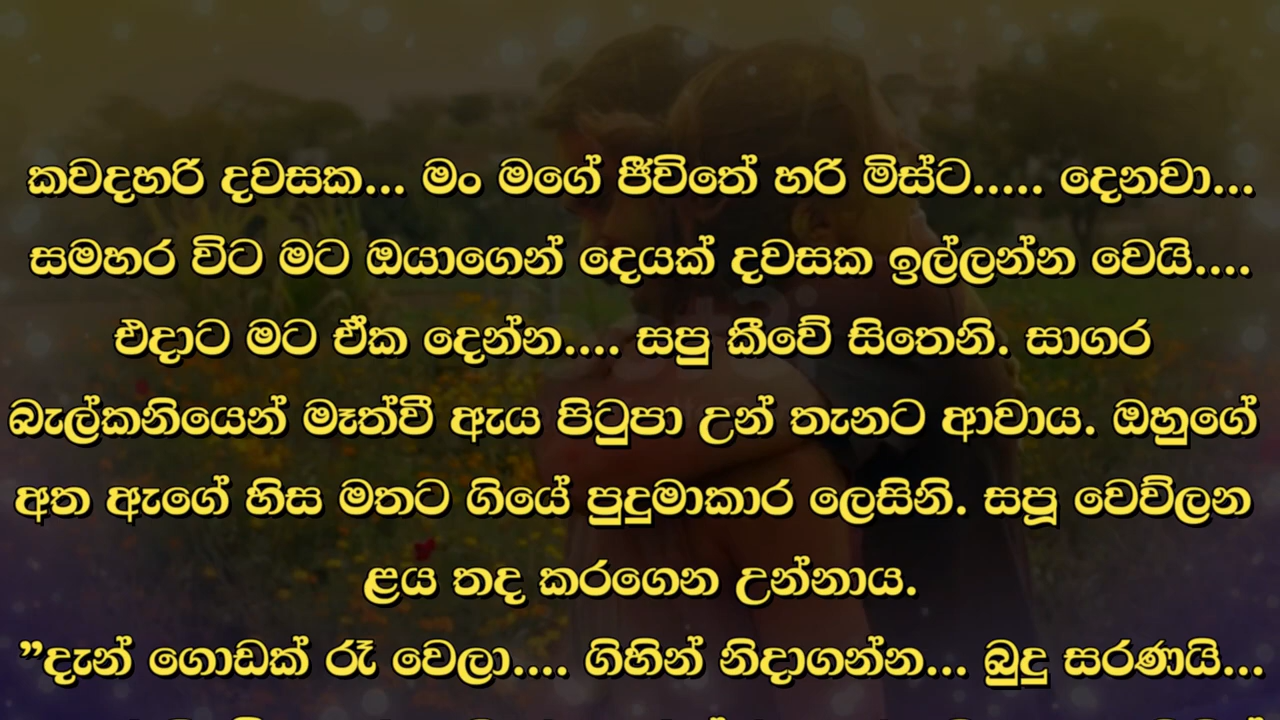 කවදහරි දවසක... මං මගේ ජීවිතේ හරි මිස්ට..... දෙනවා...
සමහර විට මට ඔයාගෙන් දෙයක් දවසක ඉල්ලන්න වෙයි....
එදාට මට ඒක දෙන්න.... සපු කීවේ සිතෙනි. සාගර
බැල්කනියෙන් මෑත්වී ඇය පිටුපා උන් තැනට ආවාය. ඔහුගේ
අත ඇගේ හිස මතට ගියේ පුදුමාකාර ලෙසිනි. සපූ වෙව්ලන
ළය තද කරගෙන උන්නාය.
”දැන් ගොඩක් රෑ වෙලා.... ගිහින් නිදාගන්න... බුදු සරණයි...